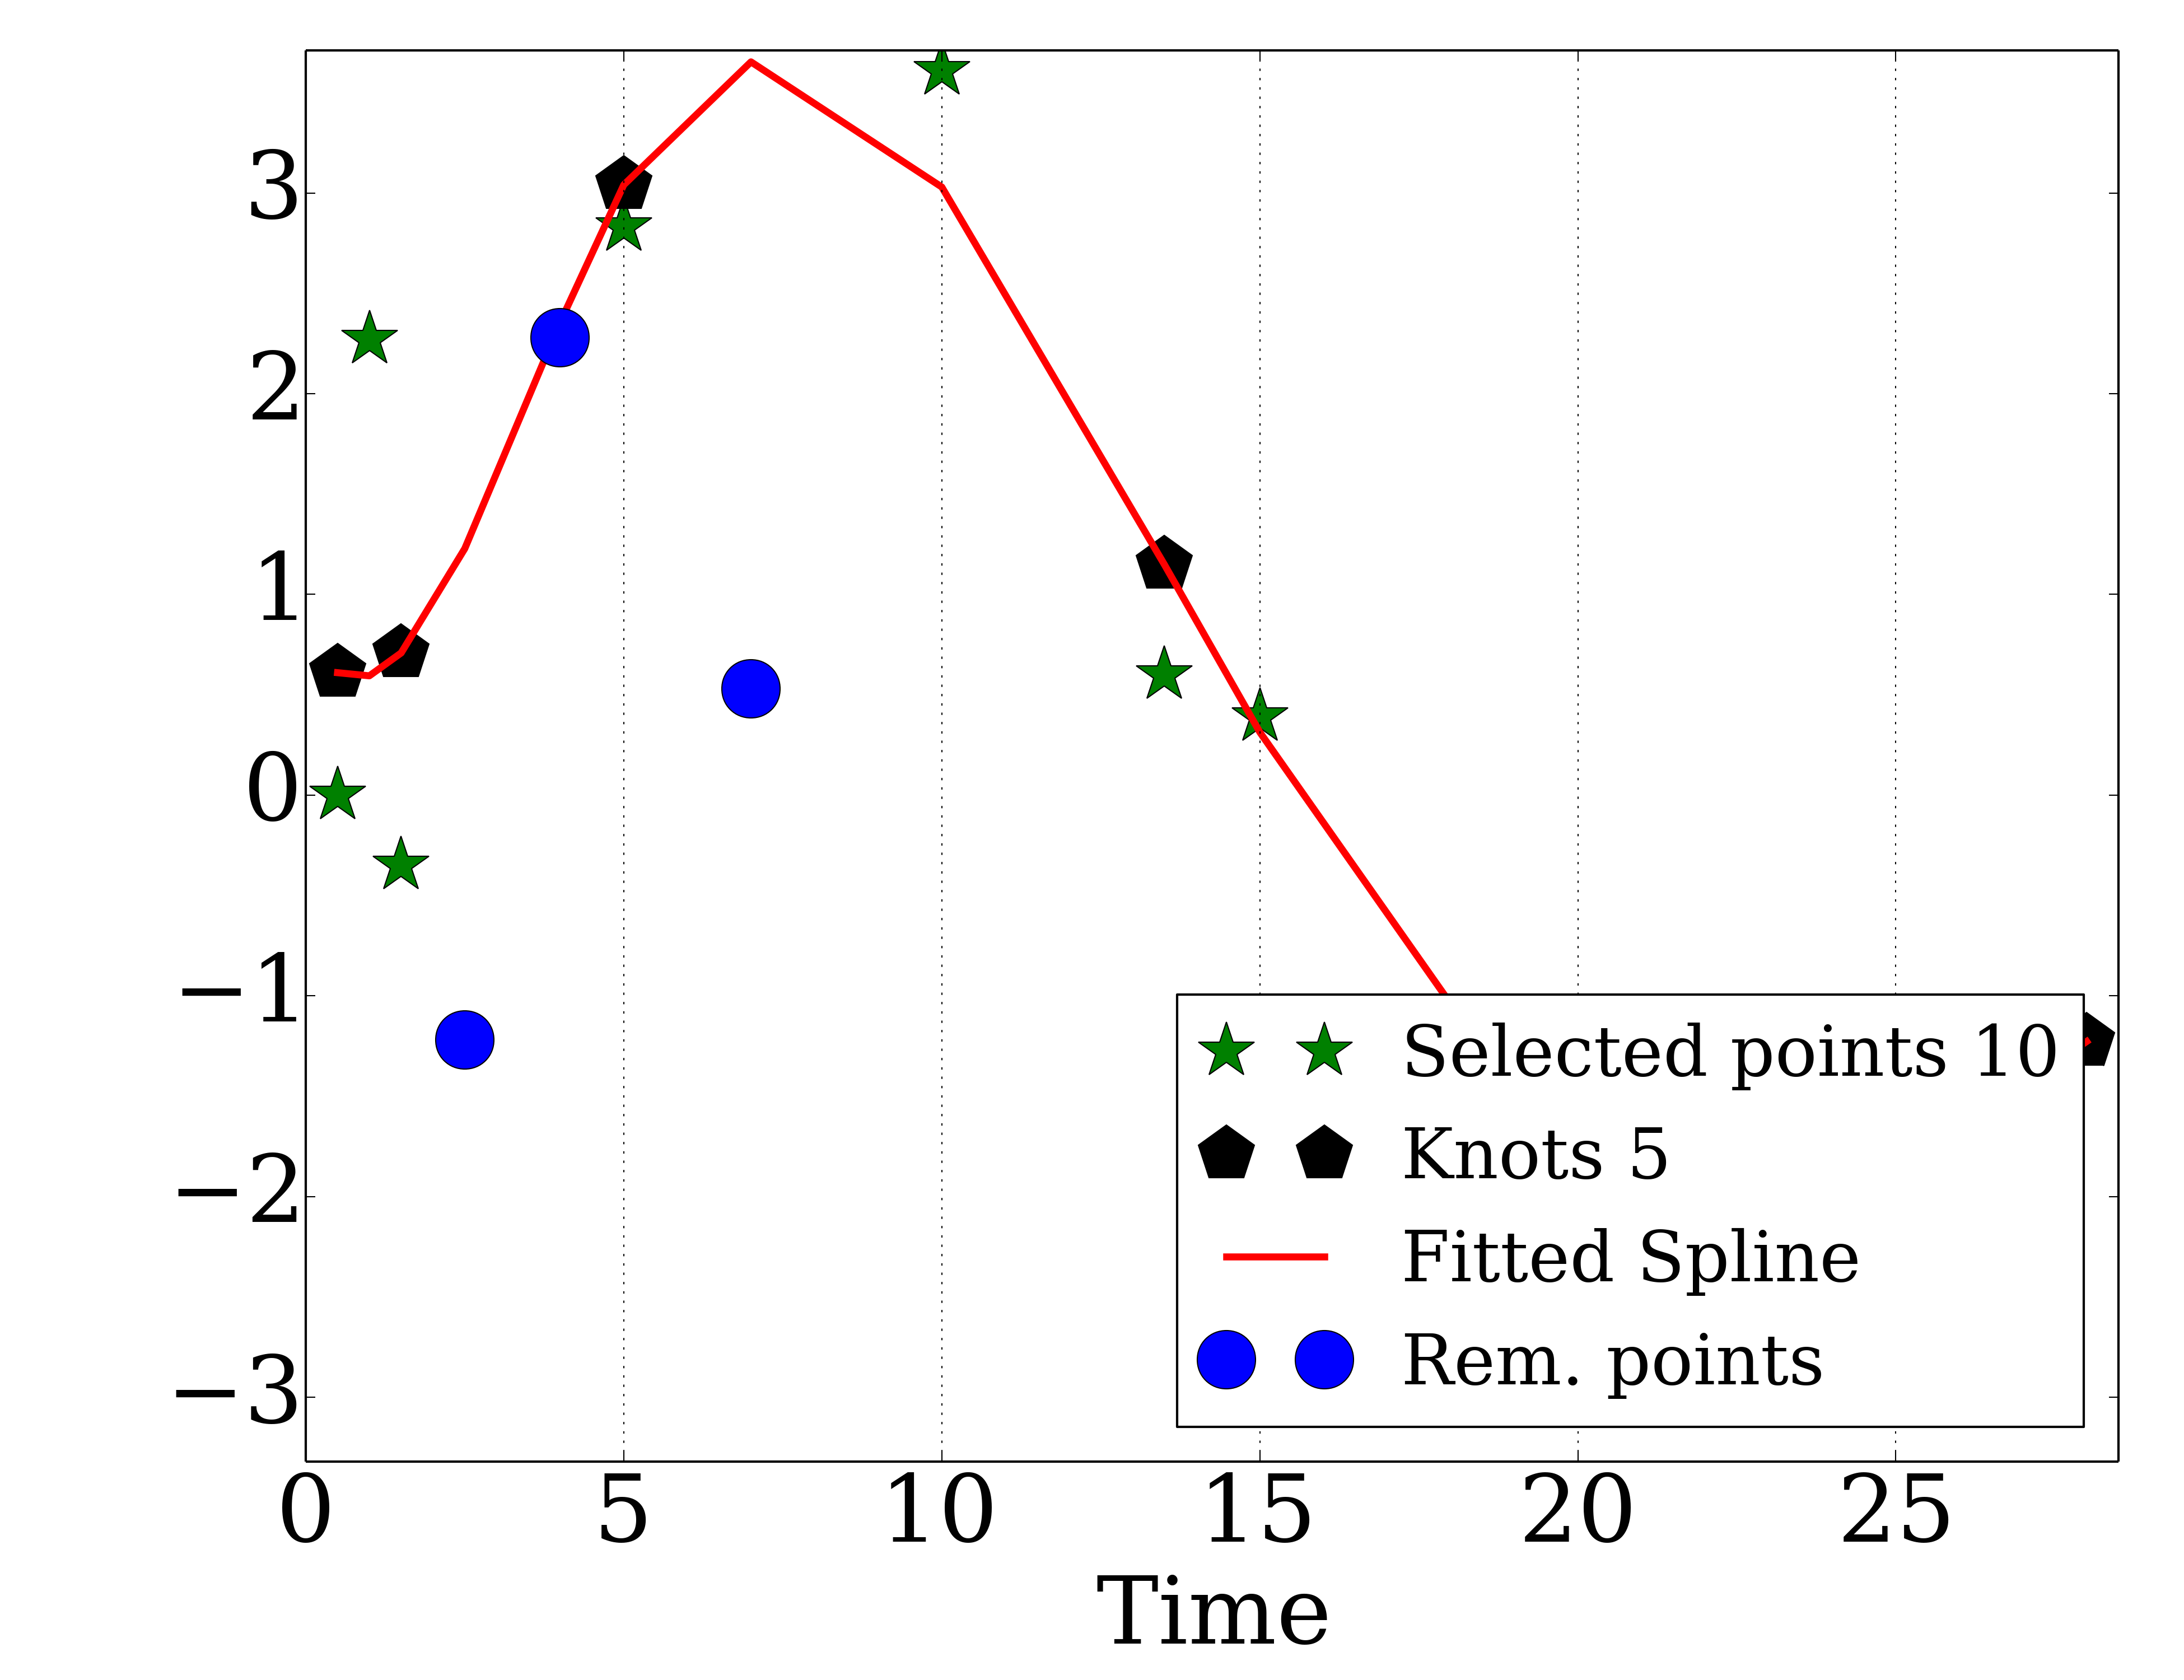 3
2
1
0
−1
−2
−3
Selected points 10
Knots 5
Fitted Spline
Rem. points
0 5 10 15 20 25
Time